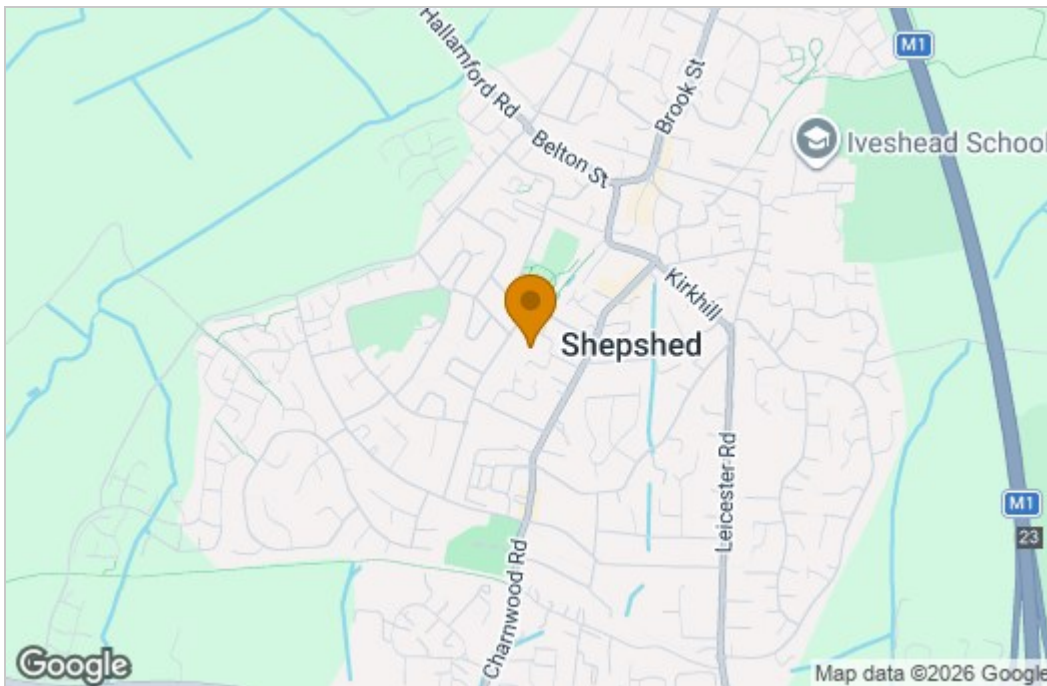 Hallamford Rd
Brook St
M1
Belton St
Iveshead School
Kirkhill
Shepshed
Leicester Rd
M1
23
Charnwood Rd
Google
Map data ©2026 Google